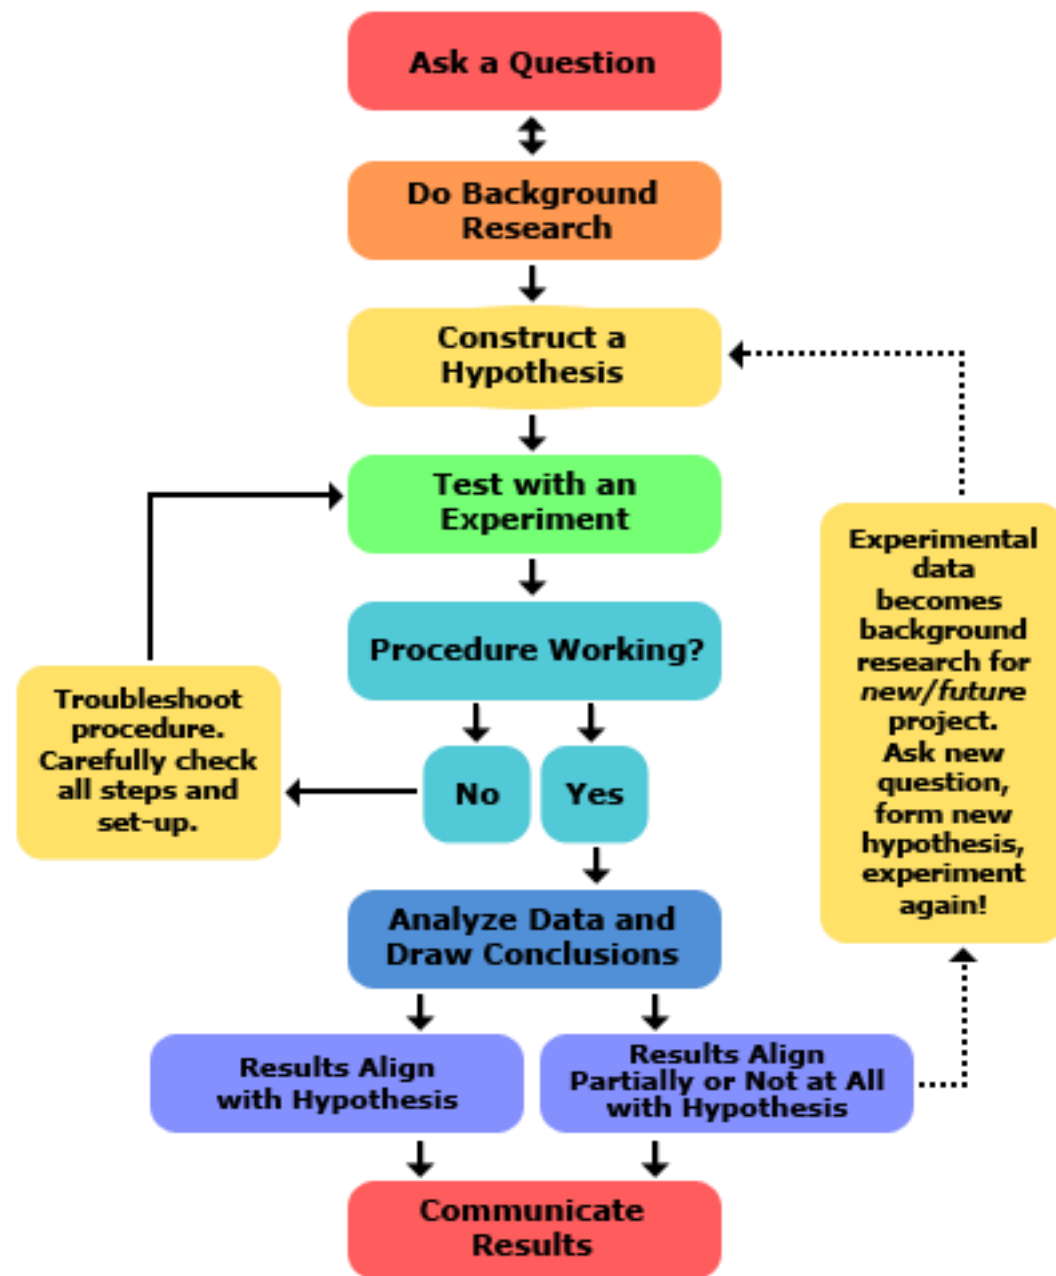 Ask a Question
Do Background
Research
Construct a
Hypothesis
Test with an
Experiment
Procedure Working?
No
Yes
Troubleshoot
procedure.
Carefully check
all steps and
set-up.
Experimental
data
becomes
background
research for
new/future
project.
Ask new
question,
form new
hypothesis,
experiment
again!
Analyze Data and
Draw Conclusions
Results Align
with Hypothesis
Results Align
Partially or Not at All
with Hypothesis
Communicate
Results